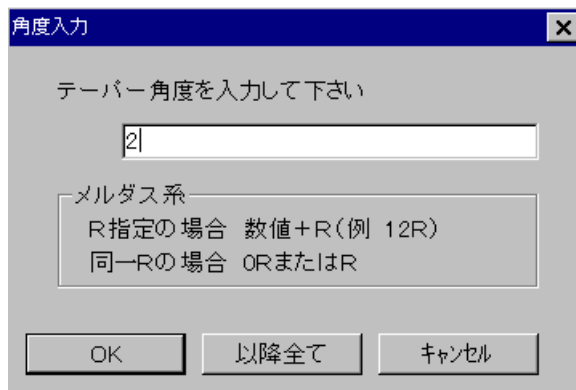 角度入力
テーパー角度を入力して下さい
2
メルダス系
R指定の場合 数値+R(例 12R)
同一Rの場合 0RまたはR
OK 以降全て ｷｬﾝｾﾙ